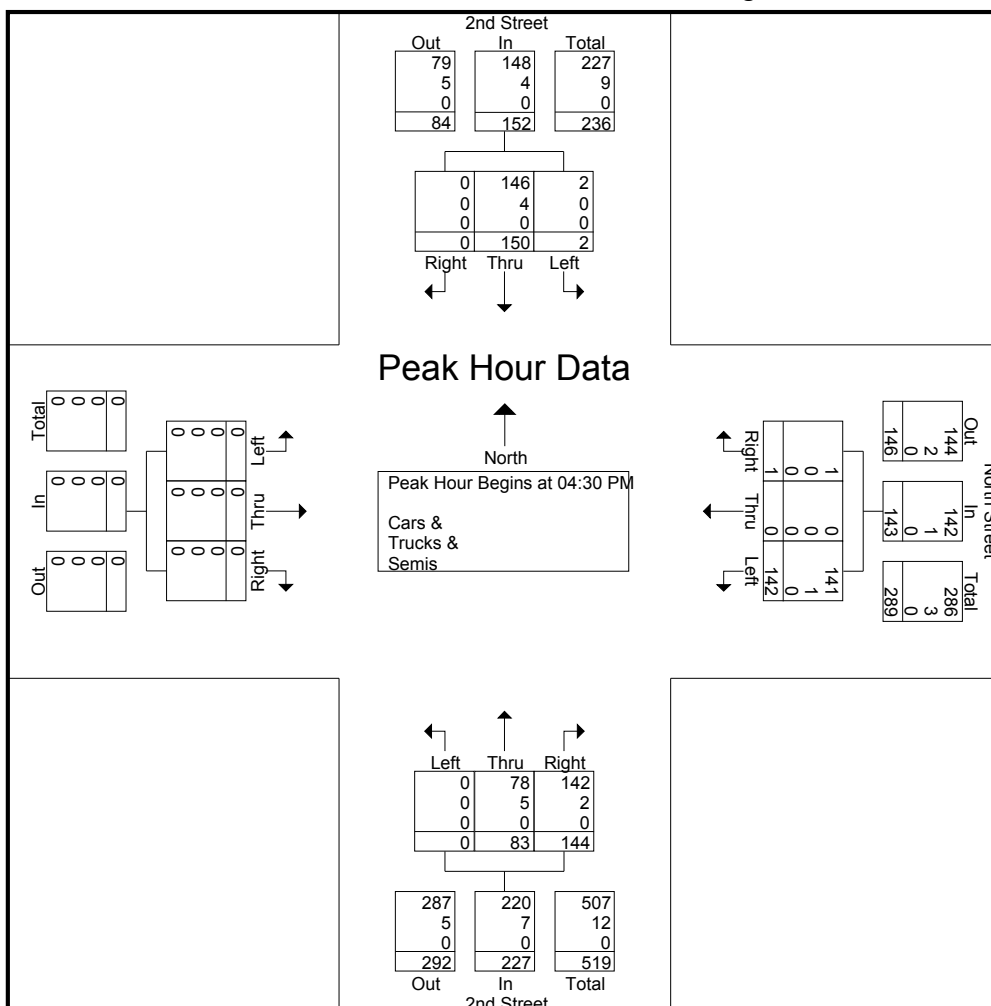 2nd Street
Out In Total
79 148 227
5 4 9
0 0 0
84 152 236
0 146 2
0 4 0
0 0 0
0 150 2
Right Thru Left
Peak Hour Data
North
Peak Hour Begins at 04:30 PM
Cars &
Trucks &
Semis
Total
0 0 0 0
In
0 0 0 0
Out
0 0 0 0
Left
0 0 0 0
Thru
0 0 0 0
Right
0 0 0 0
Right
1 0 0 1
Thru
0 0 0 0
Left
141 1 0 142
North Street
Out
144 2 0 146
In
142 1 0 143
Total
286 3 0 289
Left Thru Right
0 78 142
0 5 2
0 0 0
0 83 144
287 220 507
5 7 12
0 0 0
292 227 519
Out In Total
2nd Street